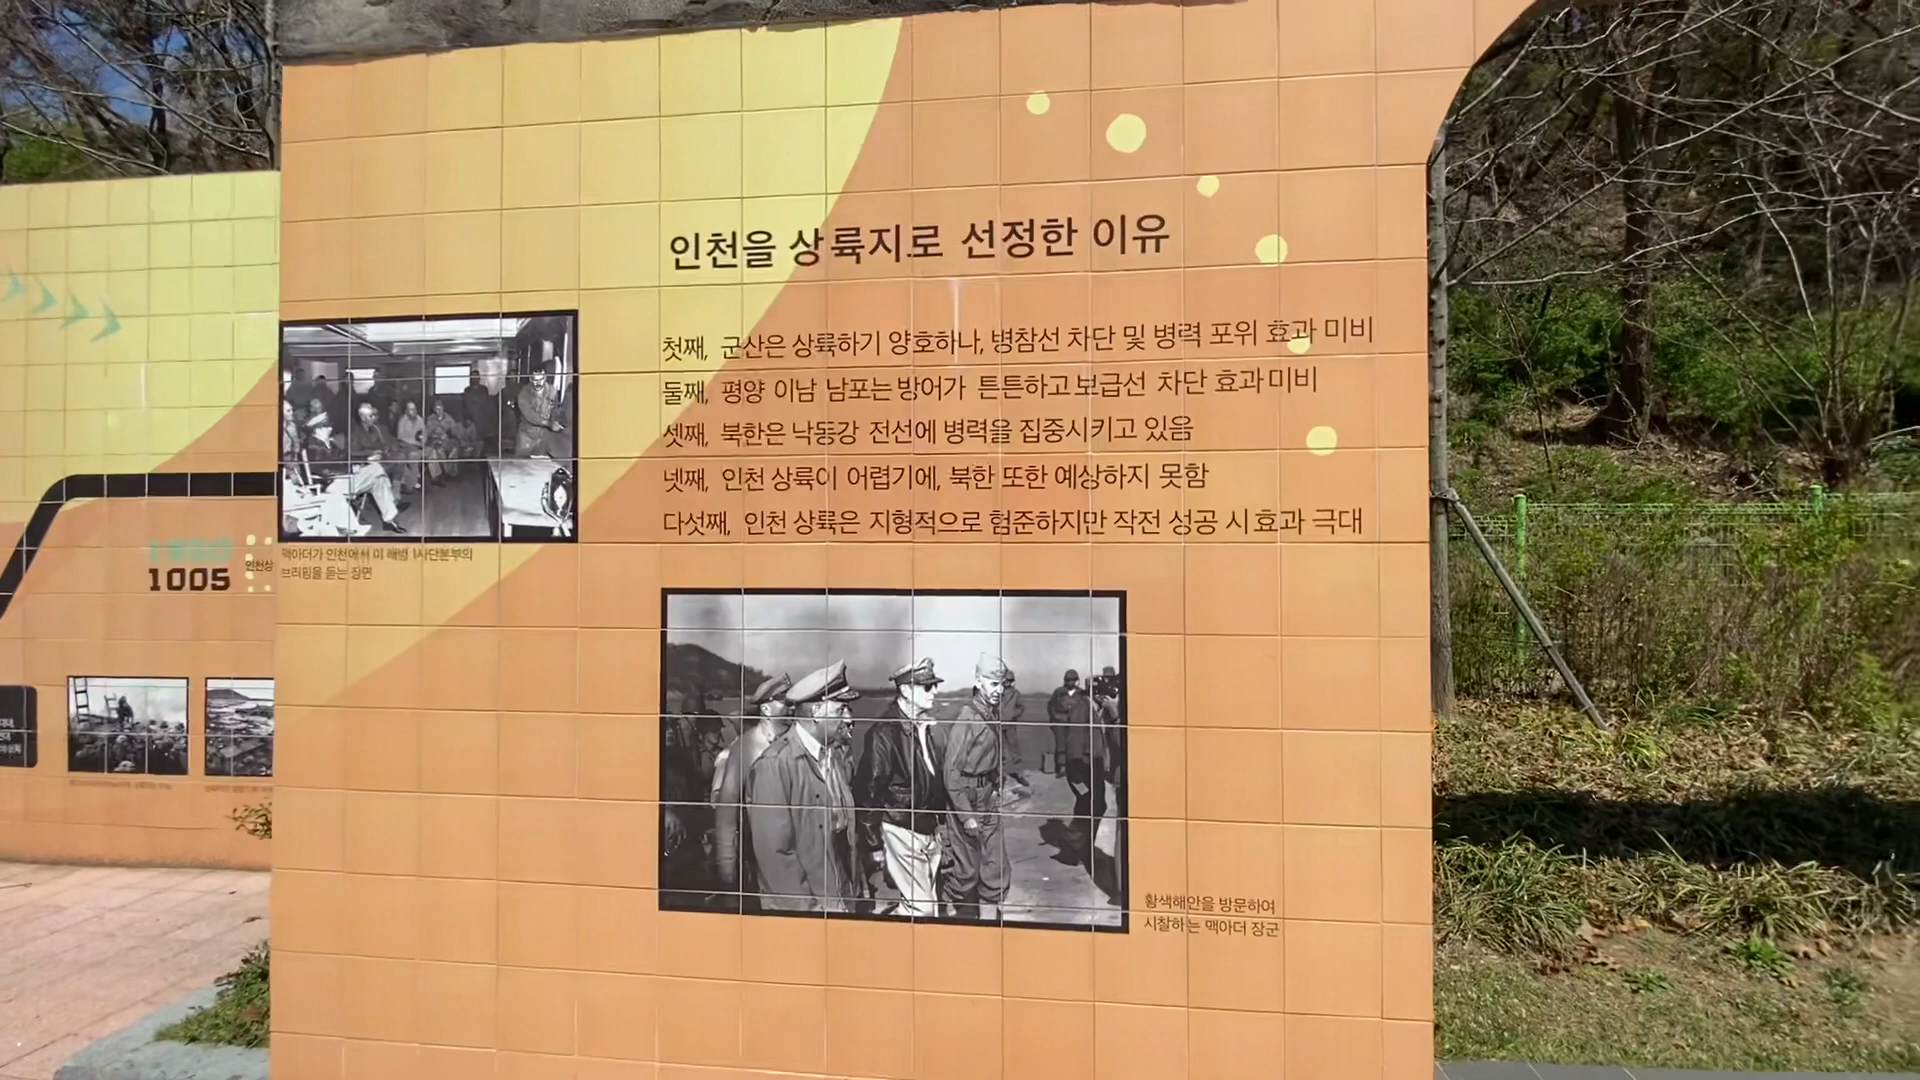 인천을 상륙지로 선정한 이유
첫째, 군산은 상륙하기 양호하나, 병참선 차단 및 병력 포위 효과 미비
둘째, 평양 이남 남포는 방어가 튼튼하고 보급선 차단 효과 미비
셋째, 북한은 낙동강 전선에 병력을 집중시키고 있음
넷째, 인천 상륙이 어렵기에, 북한 또한 예상하지 못함
다섯째, 인천 상륙은 지형적으로 험준하지만 작전 성공 시 효과 극대
맥아더가 인천에서 미 해병 1사단본부의
브리핑을 듣는 장면
황색해안을 방문하여
시찰하는 맥아더 장군
1005
인천상